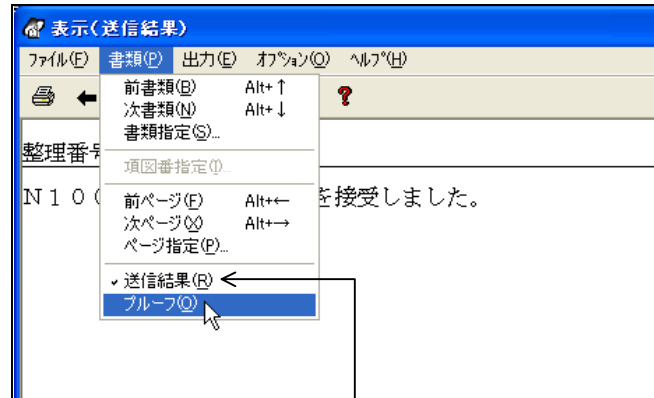 表示(送信結果)
ファイル(F) 書類(P) 出力(E) オプション(O) ヘルプ(H)
前書類(B) Alt+↑
次書類(N) Alt+↓
書類指定(S)...
整理番号
項図番指定(I)...
N10 を接受しました。
前ページ(F) Alt+←
次ページ(X) Alt+→
ページ指定(P)...
✓送信結果(R)
プルーフ(O)